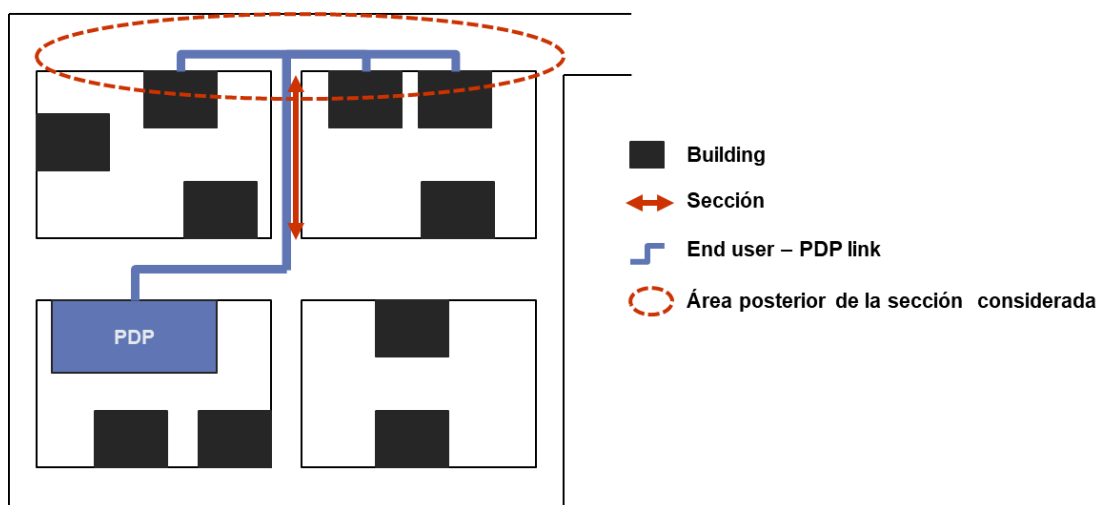 Building
Sección
End user – PDP link
Área posterior de la sección considerada
PDP